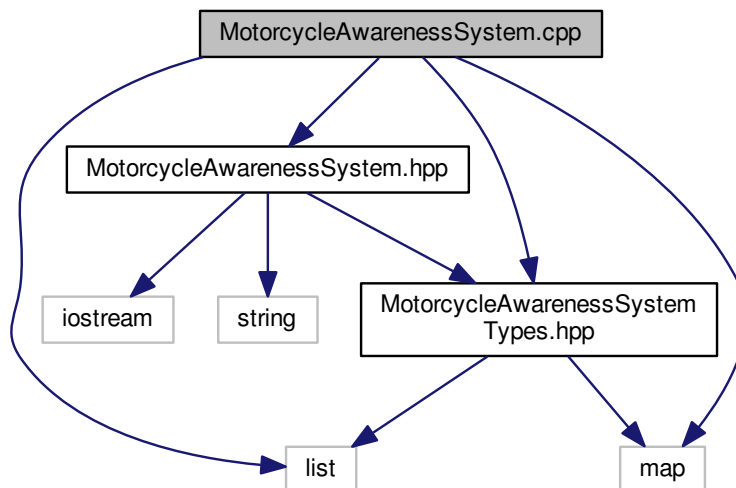 MotorcycleAwarenessSystem.cpp
MotorcycleAwarenessSystem.hpp
iostream
string
MotorcycleAwarenessSystem
Types.hpp
list
map